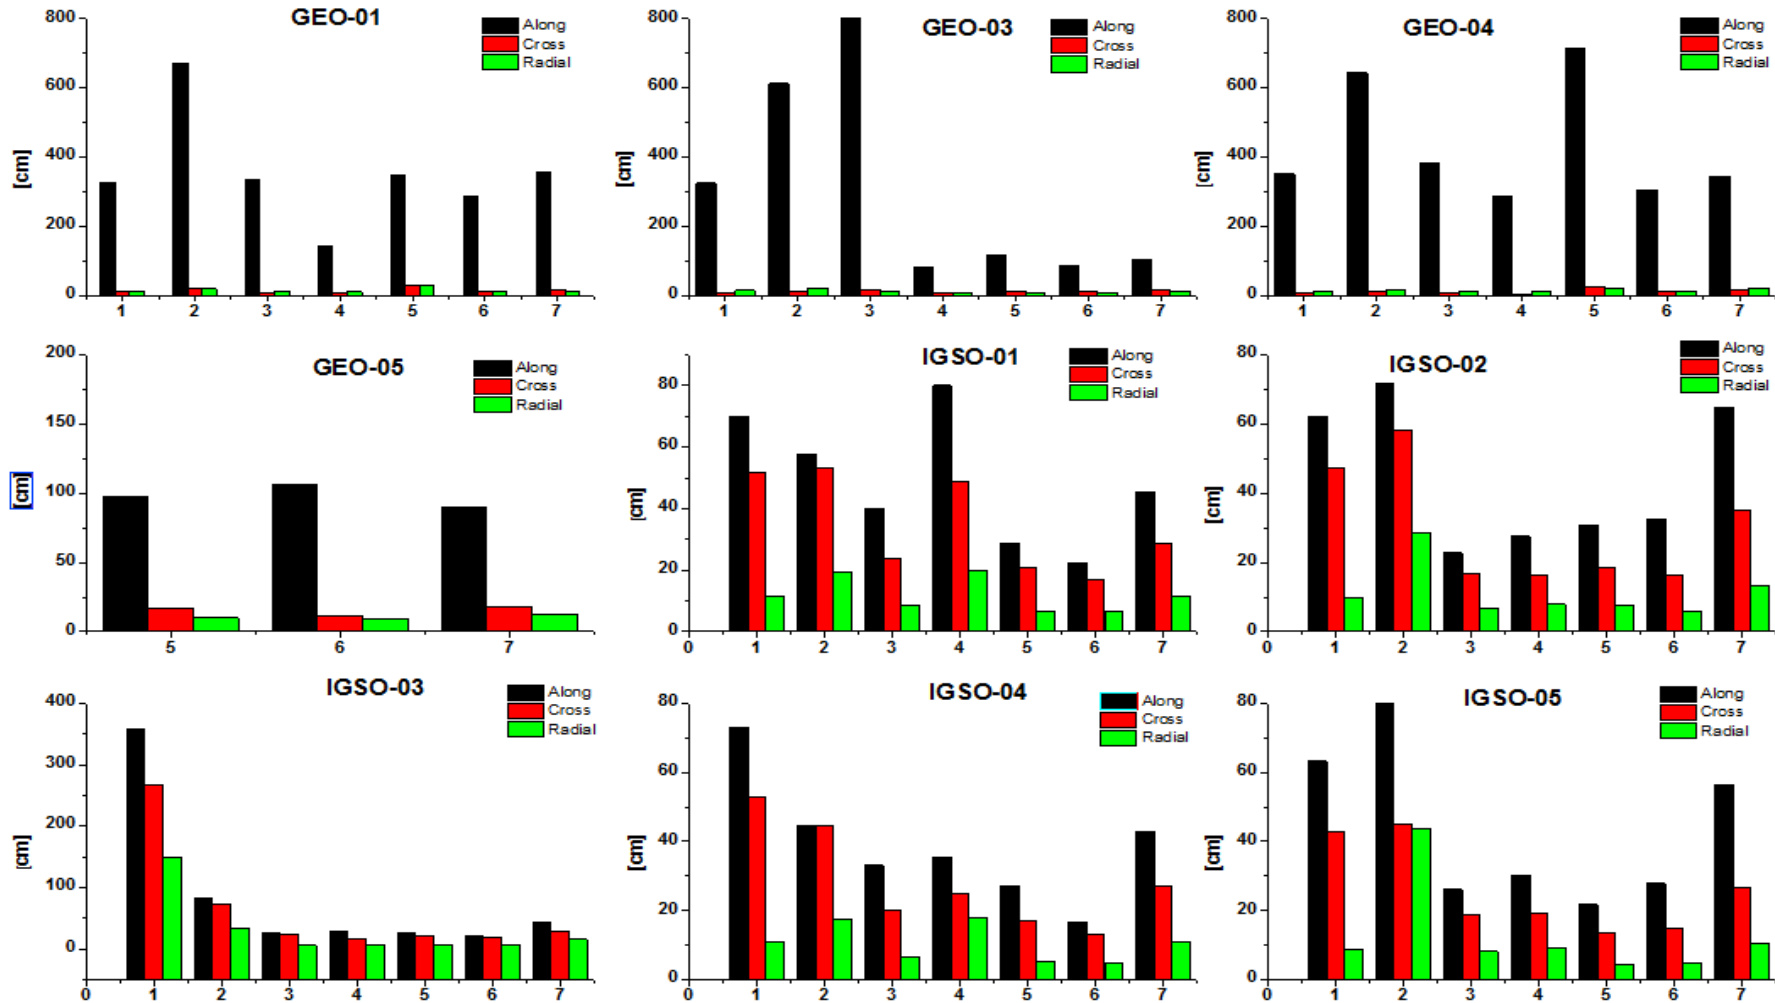 GEO-01
Along
Cross
Radial
800
600
400
200
0
[cm]
1 2 3 4 5 6 7
GEO-03
Along
Cross
Radial
800
600
400
200
0
[cm]
1 2 3 4 5 6 7
GEO-04
Along
Cross
Radial
800
600
400
200
0
[cm]
1 2 3 4 5 6 7
GEO-05
Along
Cross
Radial
200
150
100
50
0
[cm]
5 6 7
IGSO-01
Along
Cross
Radial
80
60
40
20
0
[cm]
0 1 2 3 4 5 6 7
IGSO-02
Along
Cross
Radial
80
60
40
20
0
[cm]
0 1 2 3 4 5 6 7
IGSO-03
Along
Cross
Radial
400
300
200
100
0
[cm]
0 1 2 3 4 5 6 7
IGSO-04
Along
Cross
Radial
80
60
40
20
0
[cm]
0 1 2 3 4 5 6 7
IGSO-05
Along
Cross
Radial
80
60
40
20
0
[cm]
0 1 2 3 4 5 6 7